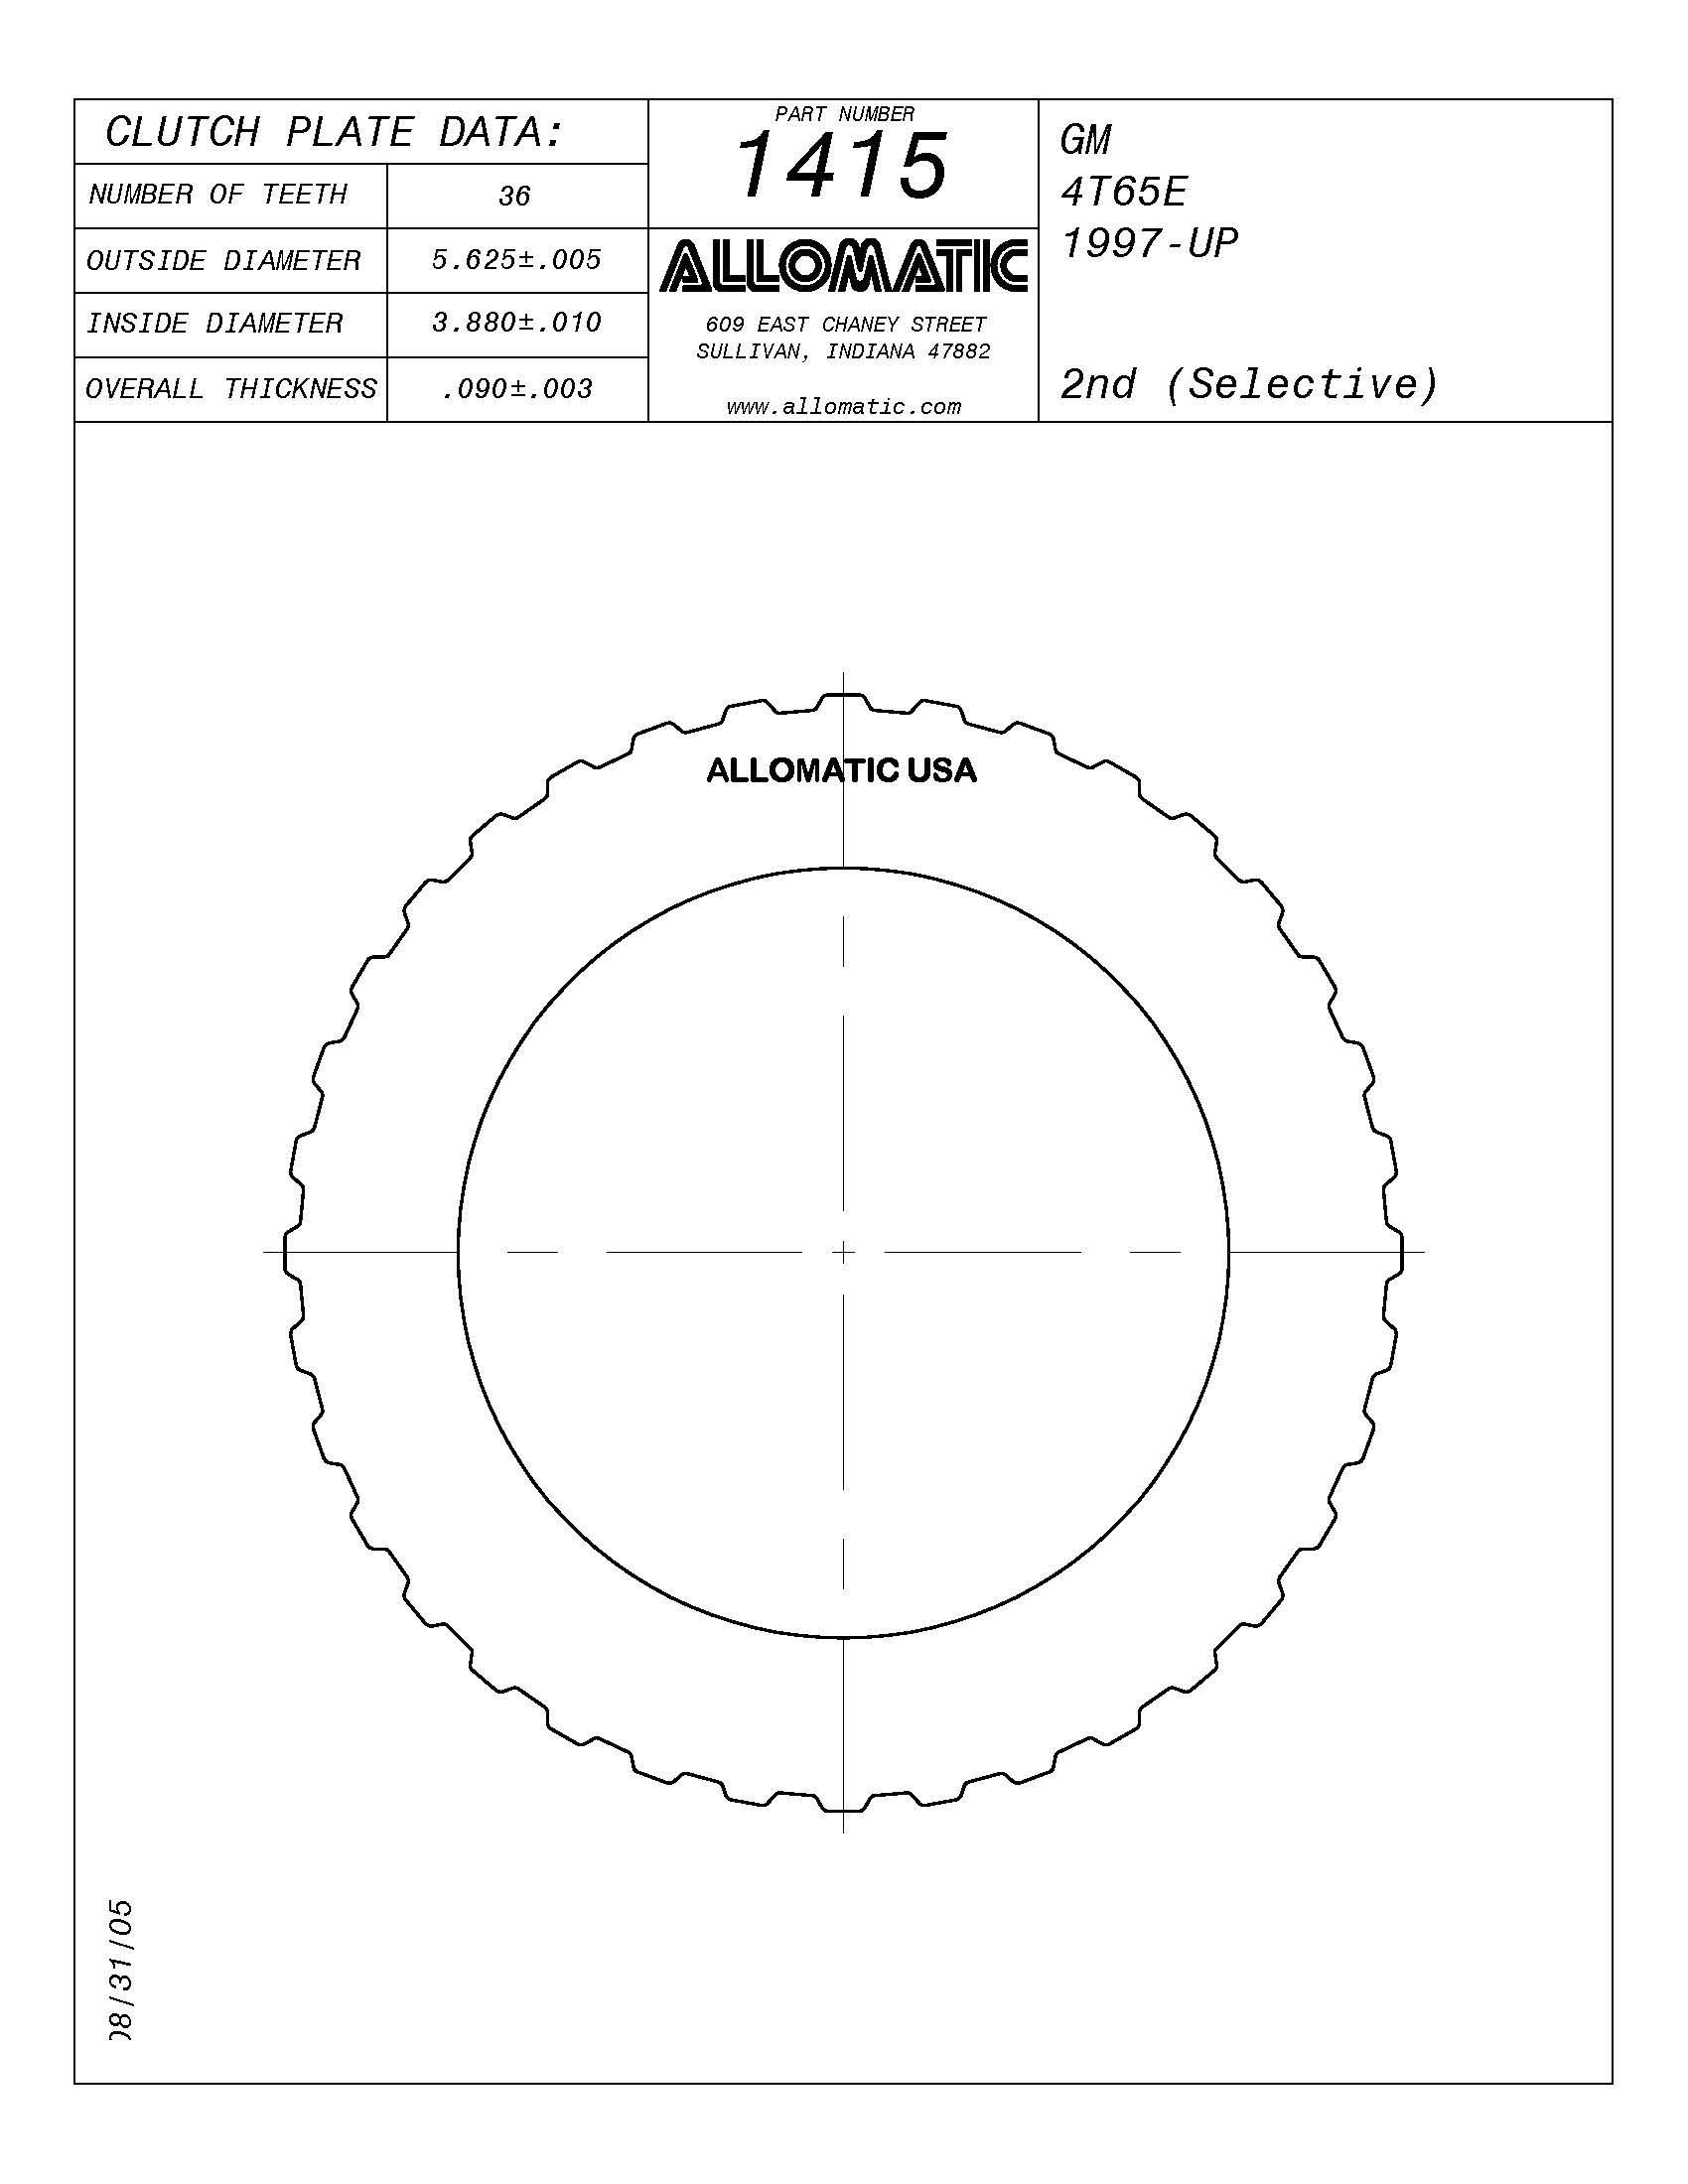 CLUTCH PLATE DATA:
NUMBER OF TEETH 36
OUTSIDE DIAMETER 5.625±.005
INSIDE DIAMETER 3.880±.010
OVERALL THICKNESS .090±.003
PART NUMBER
1415
ALLOMATIC
609 EAST CHANEY STREET
SULLIVAN, INDIANA 47882
www.allomatic.com
GM
4T65E
1997-UP
2nd (Selective)
ALLOMATIC USA
08/31/05